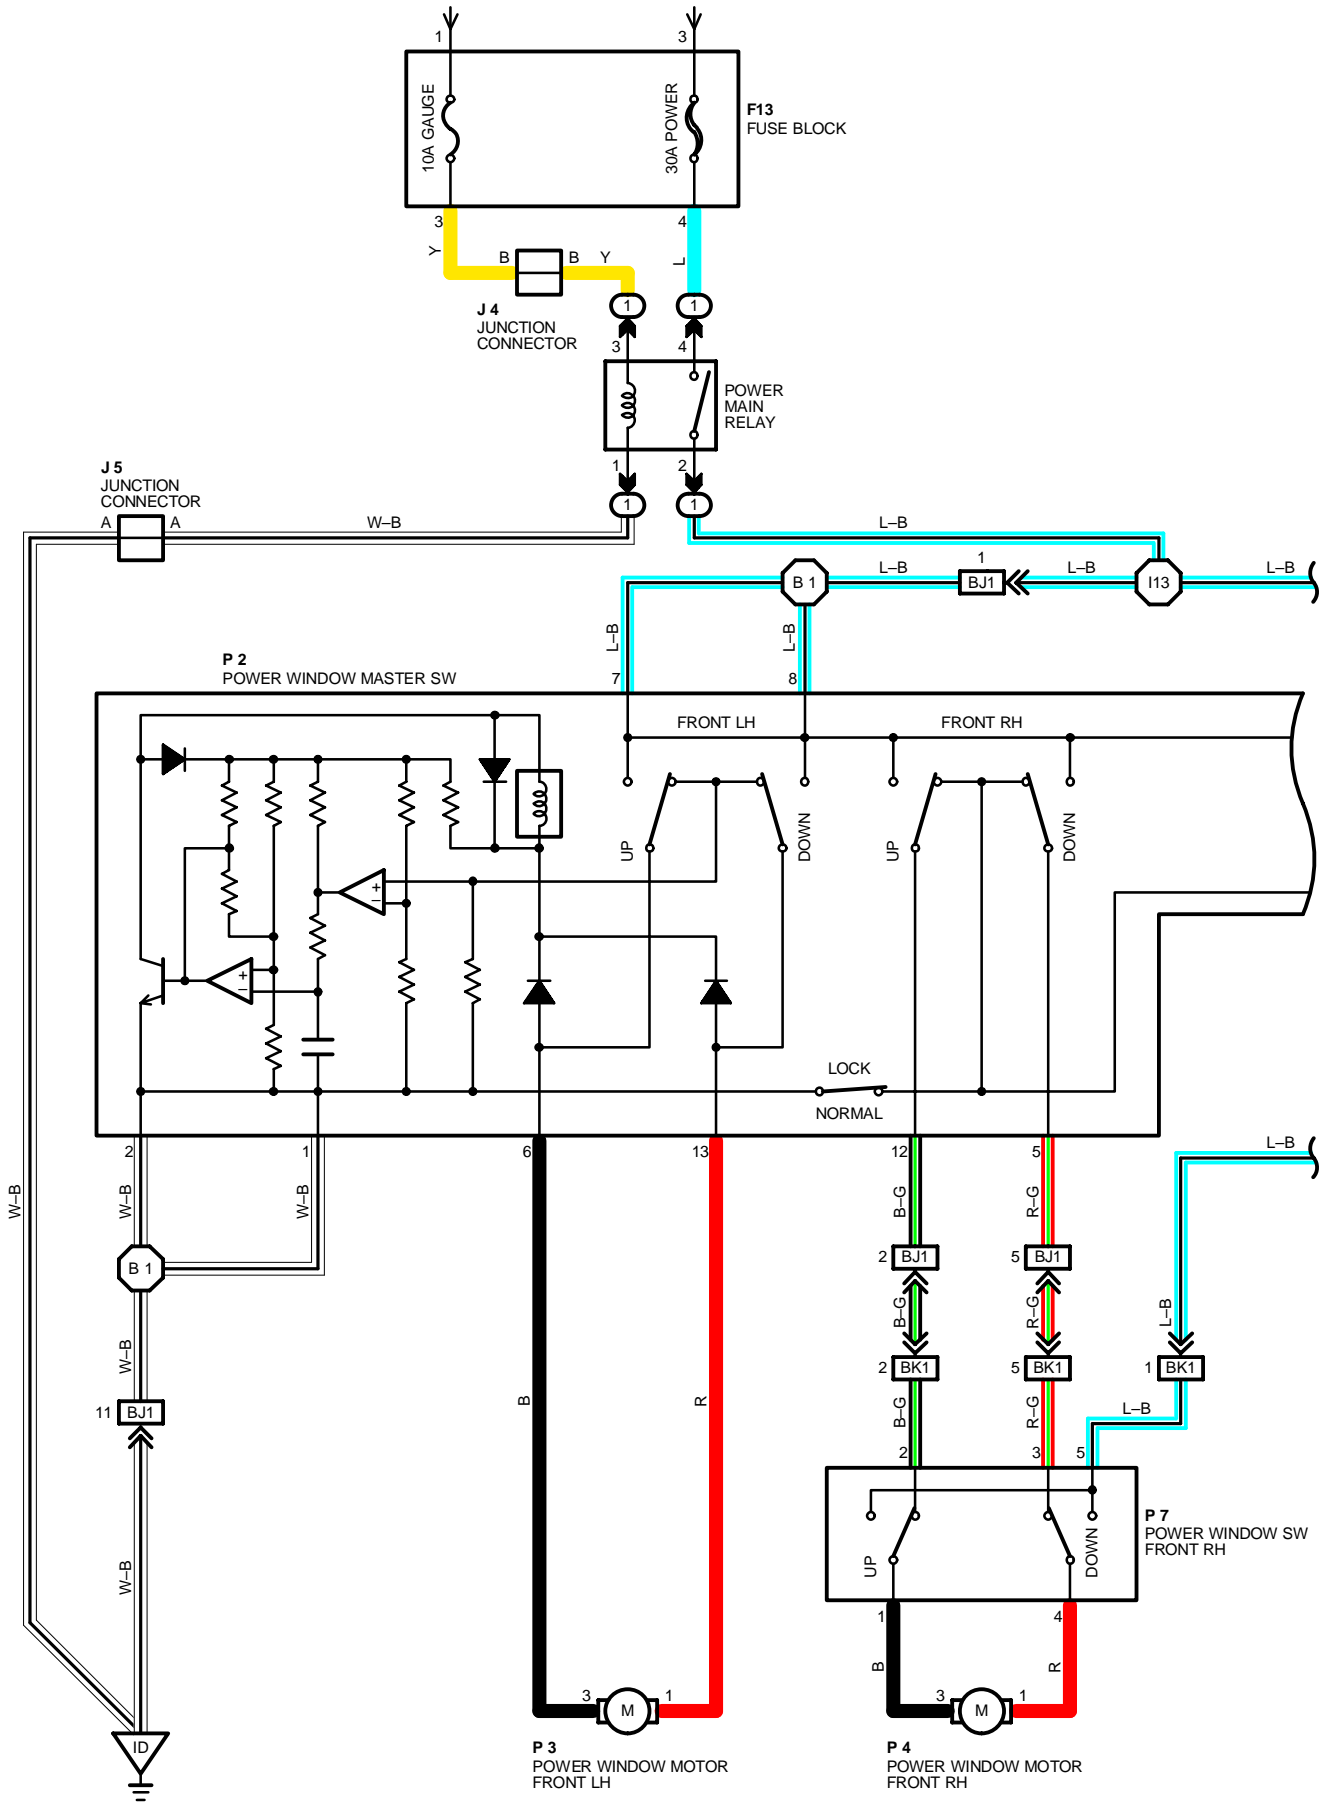 1
3
10A GAUGE
30A POWER
F13
FUSE BLOCK
3
4
Y
L
B
B
Y
J 4
JUNCTION
CONNECTOR
1
1
3
4
POWER
MAIN
RELAY
1
2
1
1
J 5
JUNCTION
CONNECTOR
A
A
W–B
L–B
B 1
L–B
1
BJ1
L–B
I13
L–B
L–B
L–B
P 2
POWER WINDOW MASTER SW
7
8
FRONT LH
FRONT RH
UP
DOWN
UP
DOWN
+
–
+
–
LOCK
NORMAL
2
1
6
13
12
5
L–B
W–B
W–B
W–B
B–G
R–G
B 1
2
BJ1
5
BJ1
B–G
R–G
L–B
W–B
2
BK1
5
BK1
1
BK1
11
BJ1
B
R
B–G
R–G
L–B
2
3
5
P 7
POWER WINDOW SW
FRONT RH
UP
DOWN
W–B
1
4
B
R
3
M
1
3
M
1
ID
P 3
POWER WINDOW MOTOR
FRONT LH
P 4
POWER WINDOW MOTOR
FRONT RH